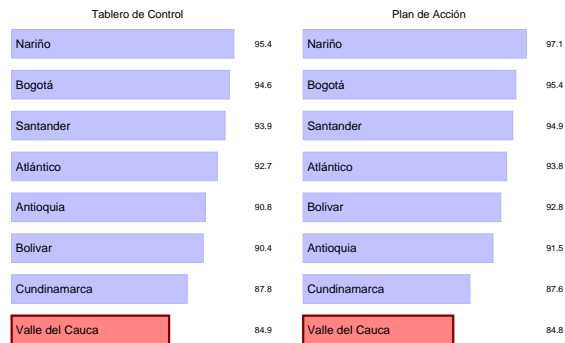 Tablero de Control
Nariño 95.4
Bogotá 94.6
Santander 93.9
Atlántico 92.7
Antioquia 90.8
Bolivar 90.4
Cundinamarca 87.8
Valle del Cauca 84.9
Plan de Acción
Nariño 97.1
Bogotá 95.4
Santander 94.9
Atlántico 93.8
Bolivar 92.8
Antioquia 91.5
Cundinamarca 87.6
Valle del Cauca 84.8